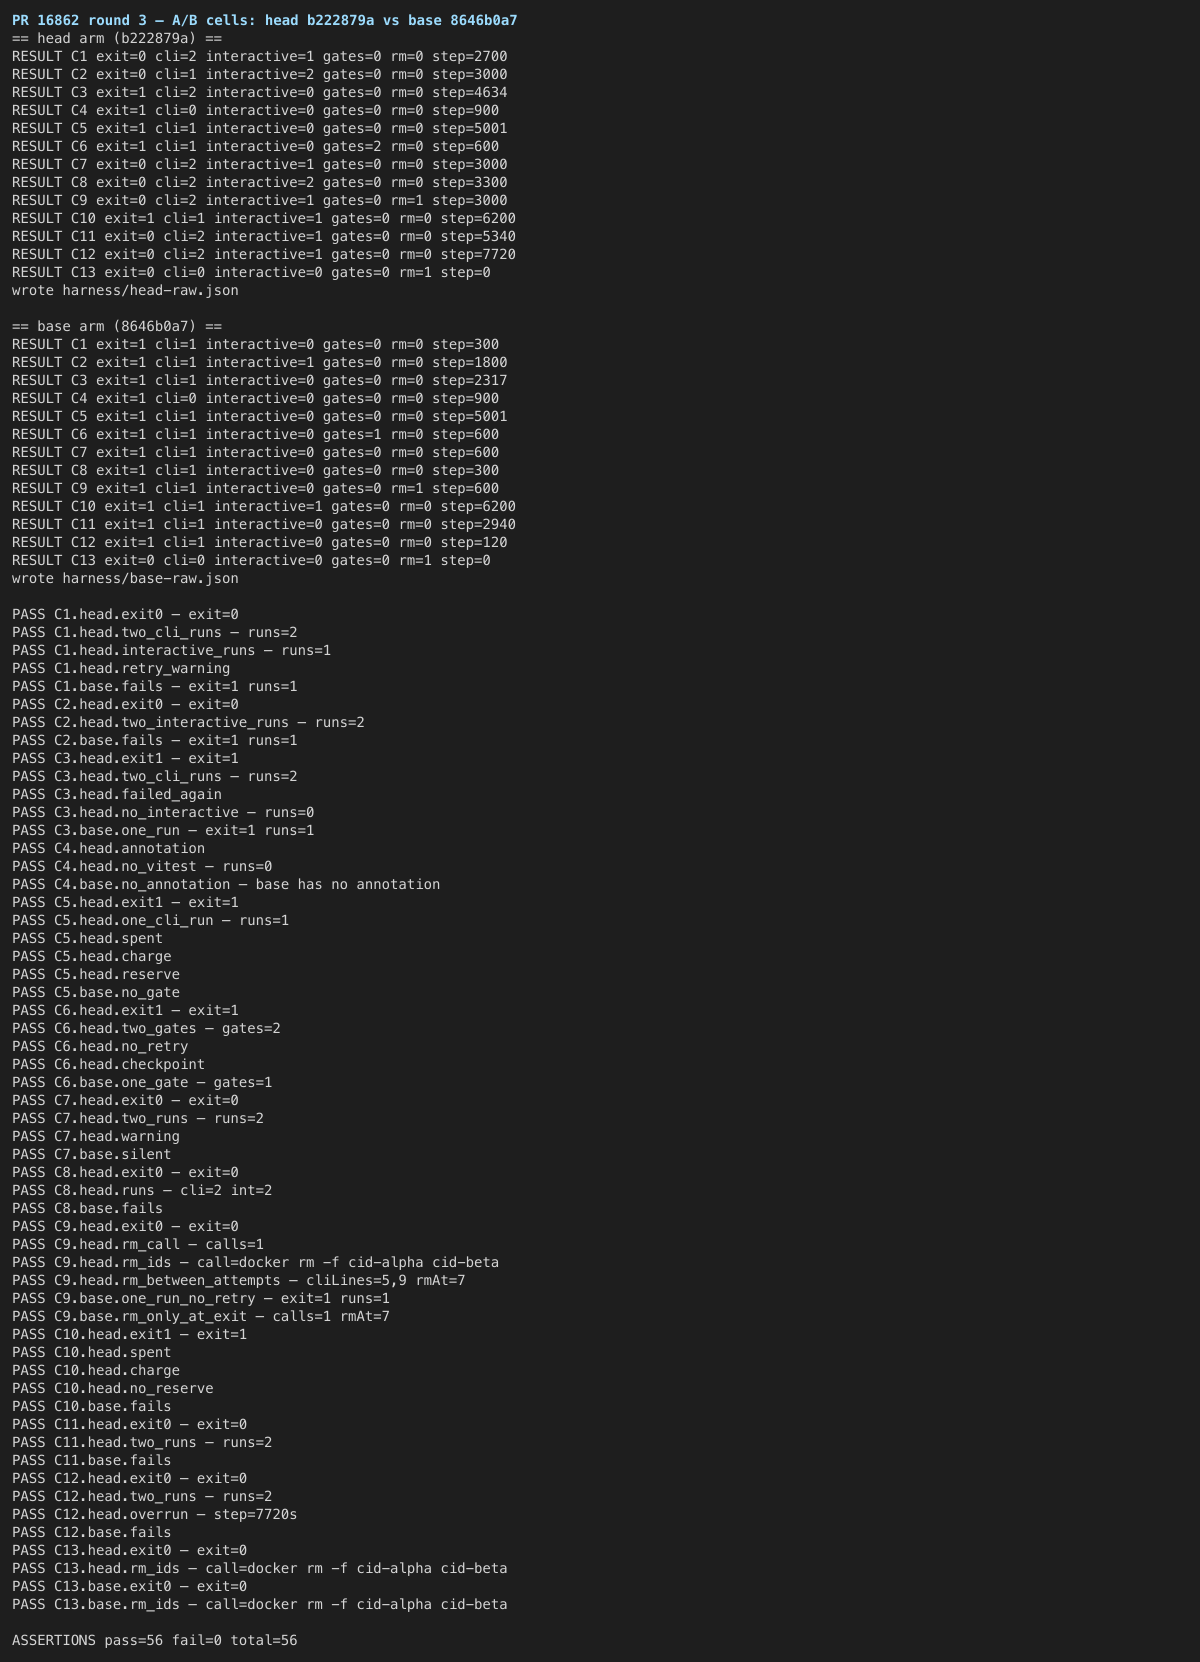 PR 16862 round 3 — A/B cells: head b222879a vs base 8646b0a7
== head arm (b222879a) ==
RESULT C1 exit=0 cli=2 interactive=1 gates=0 rm=0 step=2700
RESULT C2 exit=0 cli=1 interactive=2 gates=0 rm=0 step=3000
RESULT C3 exit=1 cli=2 interactive=0 gates=0 rm=0 step=4634
RESULT C4 exit=1 cli=0 interactive=0 gates=0 rm=0 step=900
RESULT C5 exit=1 cli=1 interactive=0 gates=0 rm=0 step=5001
RESULT C6 exit=1 cli=1 interactive=0 gates=2 rm=0 step=600
RESULT C7 exit=0 cli=2 interactive=1 gates=0 rm=0 step=3000
RESULT C8 exit=0 cli=2 interactive=2 gates=0 rm=0 step=3300
RESULT C9 exit=0 cli=2 interactive=1 gates=0 rm=1 step=3000
RESULT C10 exit=1 cli=1 interactive=1 gates=0 rm=0 step=6200
RESULT C11 exit=0 cli=2 interactive=1 gates=0 rm=0 step=5340
RESULT C12 exit=0 cli=2 interactive=1 gates=0 rm=0 step=7720
RESULT C13 exit=0 cli=0 interactive=0 gates=0 rm=1 step=0
wrote harness/head-raw.json
== base arm (8646b0a7) ==
RESULT C1 exit=1 cli=1 interactive=0 gates=0 rm=0 step=300
RESULT C2 exit=1 cli=1 interactive=1 gates=0 rm=0 step=1800
RESULT C3 exit=1 cli=1 interactive=0 gates=0 rm=0 step=2317
RESULT C4 exit=1 cli=0 interactive=0 gates=0 rm=0 step=900
RESULT C5 exit=1 cli=1 interactive=0 gates=0 rm=0 step=5001
RESULT C6 exit=1 cli=1 interactive=0 gates=1 rm=0 step=600
RESULT C7 exit=1 cli=1 interactive=0 gates=0 rm=0 step=600
RESULT C8 exit=1 cli=1 interactive=0 gates=0 rm=0 step=300
RESULT C9 exit=1 cli=1 interactive=0 gates=0 rm=1 step=600
RESULT C10 exit=1 cli=1 interactive=1 gates=0 rm=0 step=6200
RESULT C11 exit=1 cli=1 interactive=0 gates=0 rm=0 step=2940
RESULT C12 exit=1 cli=1 interactive=0 gates=0 rm=0 step=120
RESULT C13 exit=0 cli=0 interactive=0 gates=0 rm=1 step=0
wrote harness/base-raw.json
PASS C1.head.exit0 — exit=0
PASS C1.head.two_cli_runs — runs=2
PASS C1.head.interactive_runs — runs=1
PASS C1.head.retry_warning
PASS C1.base.fails — exit=1 runs=1
PASS C2.head.exit0 — exit=0
PASS C2.head.two_interactive_runs — runs=2
PASS C2.base.fails — exit=1 runs=1
PASS C3.head.exit1 — exit=1
PASS C3.head.two_cli_runs — runs=2
PASS C3.head.failed_again
PASS C3.head.no_interactive — runs=0
PASS C3.base.one_run — exit=1 runs=1
PASS C4.head.annotation
PASS C4.head.no_vitest — runs=0
PASS C4.base.no_annotation — base has no annotation
PASS C5.head.exit1 — exit=1
PASS C5.head.one_cli_run — runs=1
PASS C5.head.spent
PASS C5.head.charge
PASS C5.head.reserve
PASS C5.base.no_gate
PASS C6.head.exit1 — exit=1
PASS C6.head.two_gates — gates=2
PASS C6.head.no_retry
PASS C6.head.checkpoint
PASS C6.base.one_gate — gates=1
PASS C7.head.exit0 — exit=0
PASS C7.head.two_runs — runs=2
PASS C7.head.warning
PASS C7.base.silent
PASS C8.head.exit0 — exit=0
PASS C8.head.runs — cli=2 int=2
PASS C8.base.fails
PASS C9.head.exit0 — exit=0
PASS C9.head.rm_call — calls=1
PASS C9.head.rm_ids — call=docker rm -f cid-alpha cid-beta
PASS C9.head.rm_between_attempts — cliLines=5,9 rmAt=7
PASS C9.base.one_run_no_retry — exit=1 runs=1
PASS C9.base.rm_only_at_exit — calls=1 rmAt=7
PASS C10.head.exit1 — exit=1
PASS C10.head.spent
PASS C10.head.charge
PASS C10.head.no_reserve
PASS C10.base.fails
PASS C11.head.exit0 — exit=0
PASS C11.head.two_runs — runs=2
PASS C11.base.fails
PASS C12.head.exit0 — exit=0
PASS C12.head.two_runs — runs=2
PASS C12.head.overrun — step=7720s
PASS C12.base.fails
PASS C13.head.exit0 — exit=0
PASS C13.head.rm_ids — call=docker rm -f cid-alpha cid-beta
PASS C13.base.exit0 — exit=0
PASS C13.base.rm_ids — call=docker rm -f cid-alpha cid-beta
ASSERTIONS pass=56 fail=0 total=56